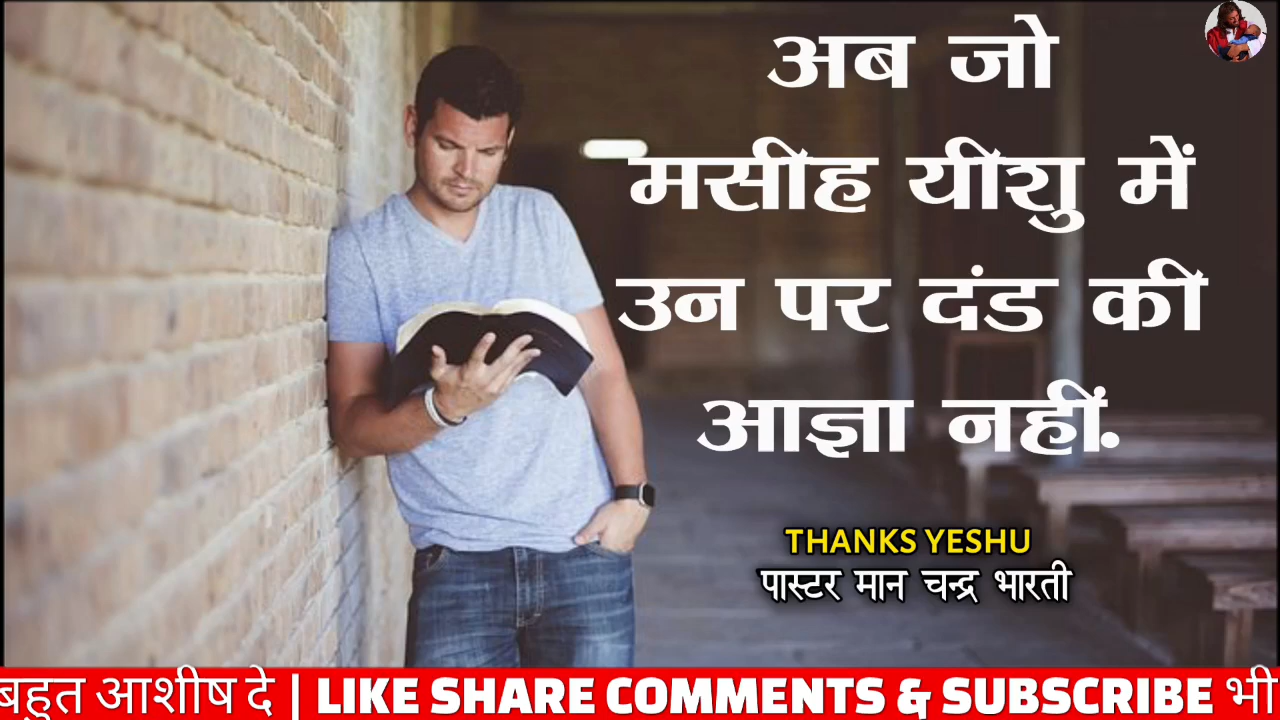 अब जो
मसीह यीशु में
उन पर दंड की
आज्ञा नहीं.
THANKS YESHU
पास्टर मान चन्द्र भारती
बहुत आशीष दे | LIKE SHARE COMMENTS & SUBSCRIBE भी